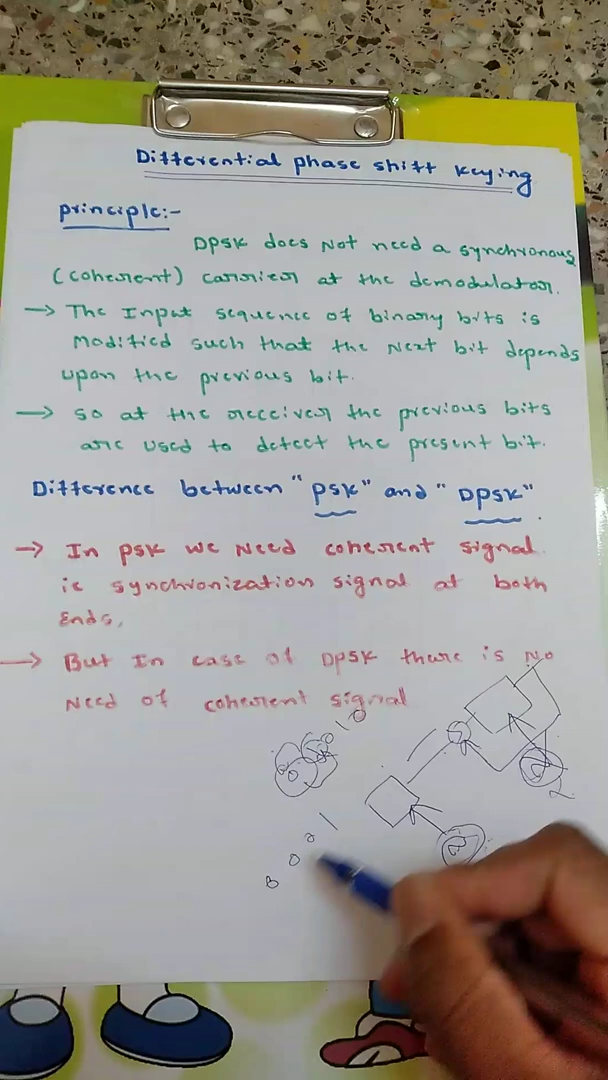 Differential phase shift keying
principle:-
DPSK does Not need a synchronous
(coherent) carrier at the demodulator.
→ The Input sequence of binary bits is
Modified such that the Next bit depends
upon the previous bit.
→ so at the receiver the previous bits
are used to detect the present bit.
Difference between "PSK" and "DPSK".
→ In PSK we Need coherent signal
ie synchronization signal at both
Ends,
→ But In case of DPSK there is No
Need of coherent signal